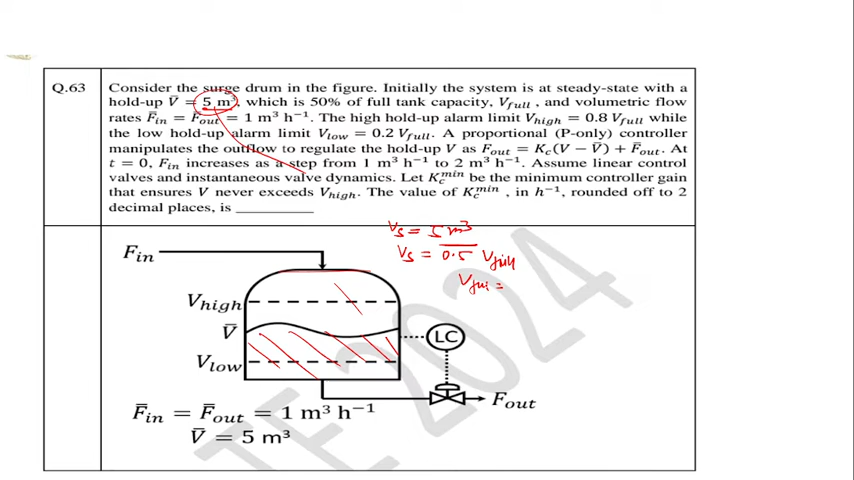 Q.63
Consider the surge drum in the figure. Initially the system is at steady-state with a
hold-up V̄ = 5 m³, which is 50% of full tank capacity, V_full, and volumetric flow
rates F̄_in = F̄_out = 1 m³ h⁻¹. The high hold-up alarm limit V_high = 0.8 V_full while
the low hold-up alarm limit V_low = 0.2 V_full. A proportional (P-only) controller
manipulates the outflow to regulate the hold-up V as F_out = K_c(V − V̄) + F̄_out. At
t = 0, F_in increases as a step from 1 m³ h⁻¹ to 2 m³ h⁻¹. Assume linear control
valves and instantaneous valve dynamics. Let K_c^min be the minimum controller gain
that ensures V never exceeds V_high. The value of K_c^min, in h⁻¹, rounded off to 2
decimal places, is __________
V_s = 5 m³
V_s = 0.5 V_full
V_full =
F_in
V_high
V̄
LC
V_low
F_out
F̄_in = F̄_out = 1 m³ h⁻¹
V̄ = 5 m³
TE 2024